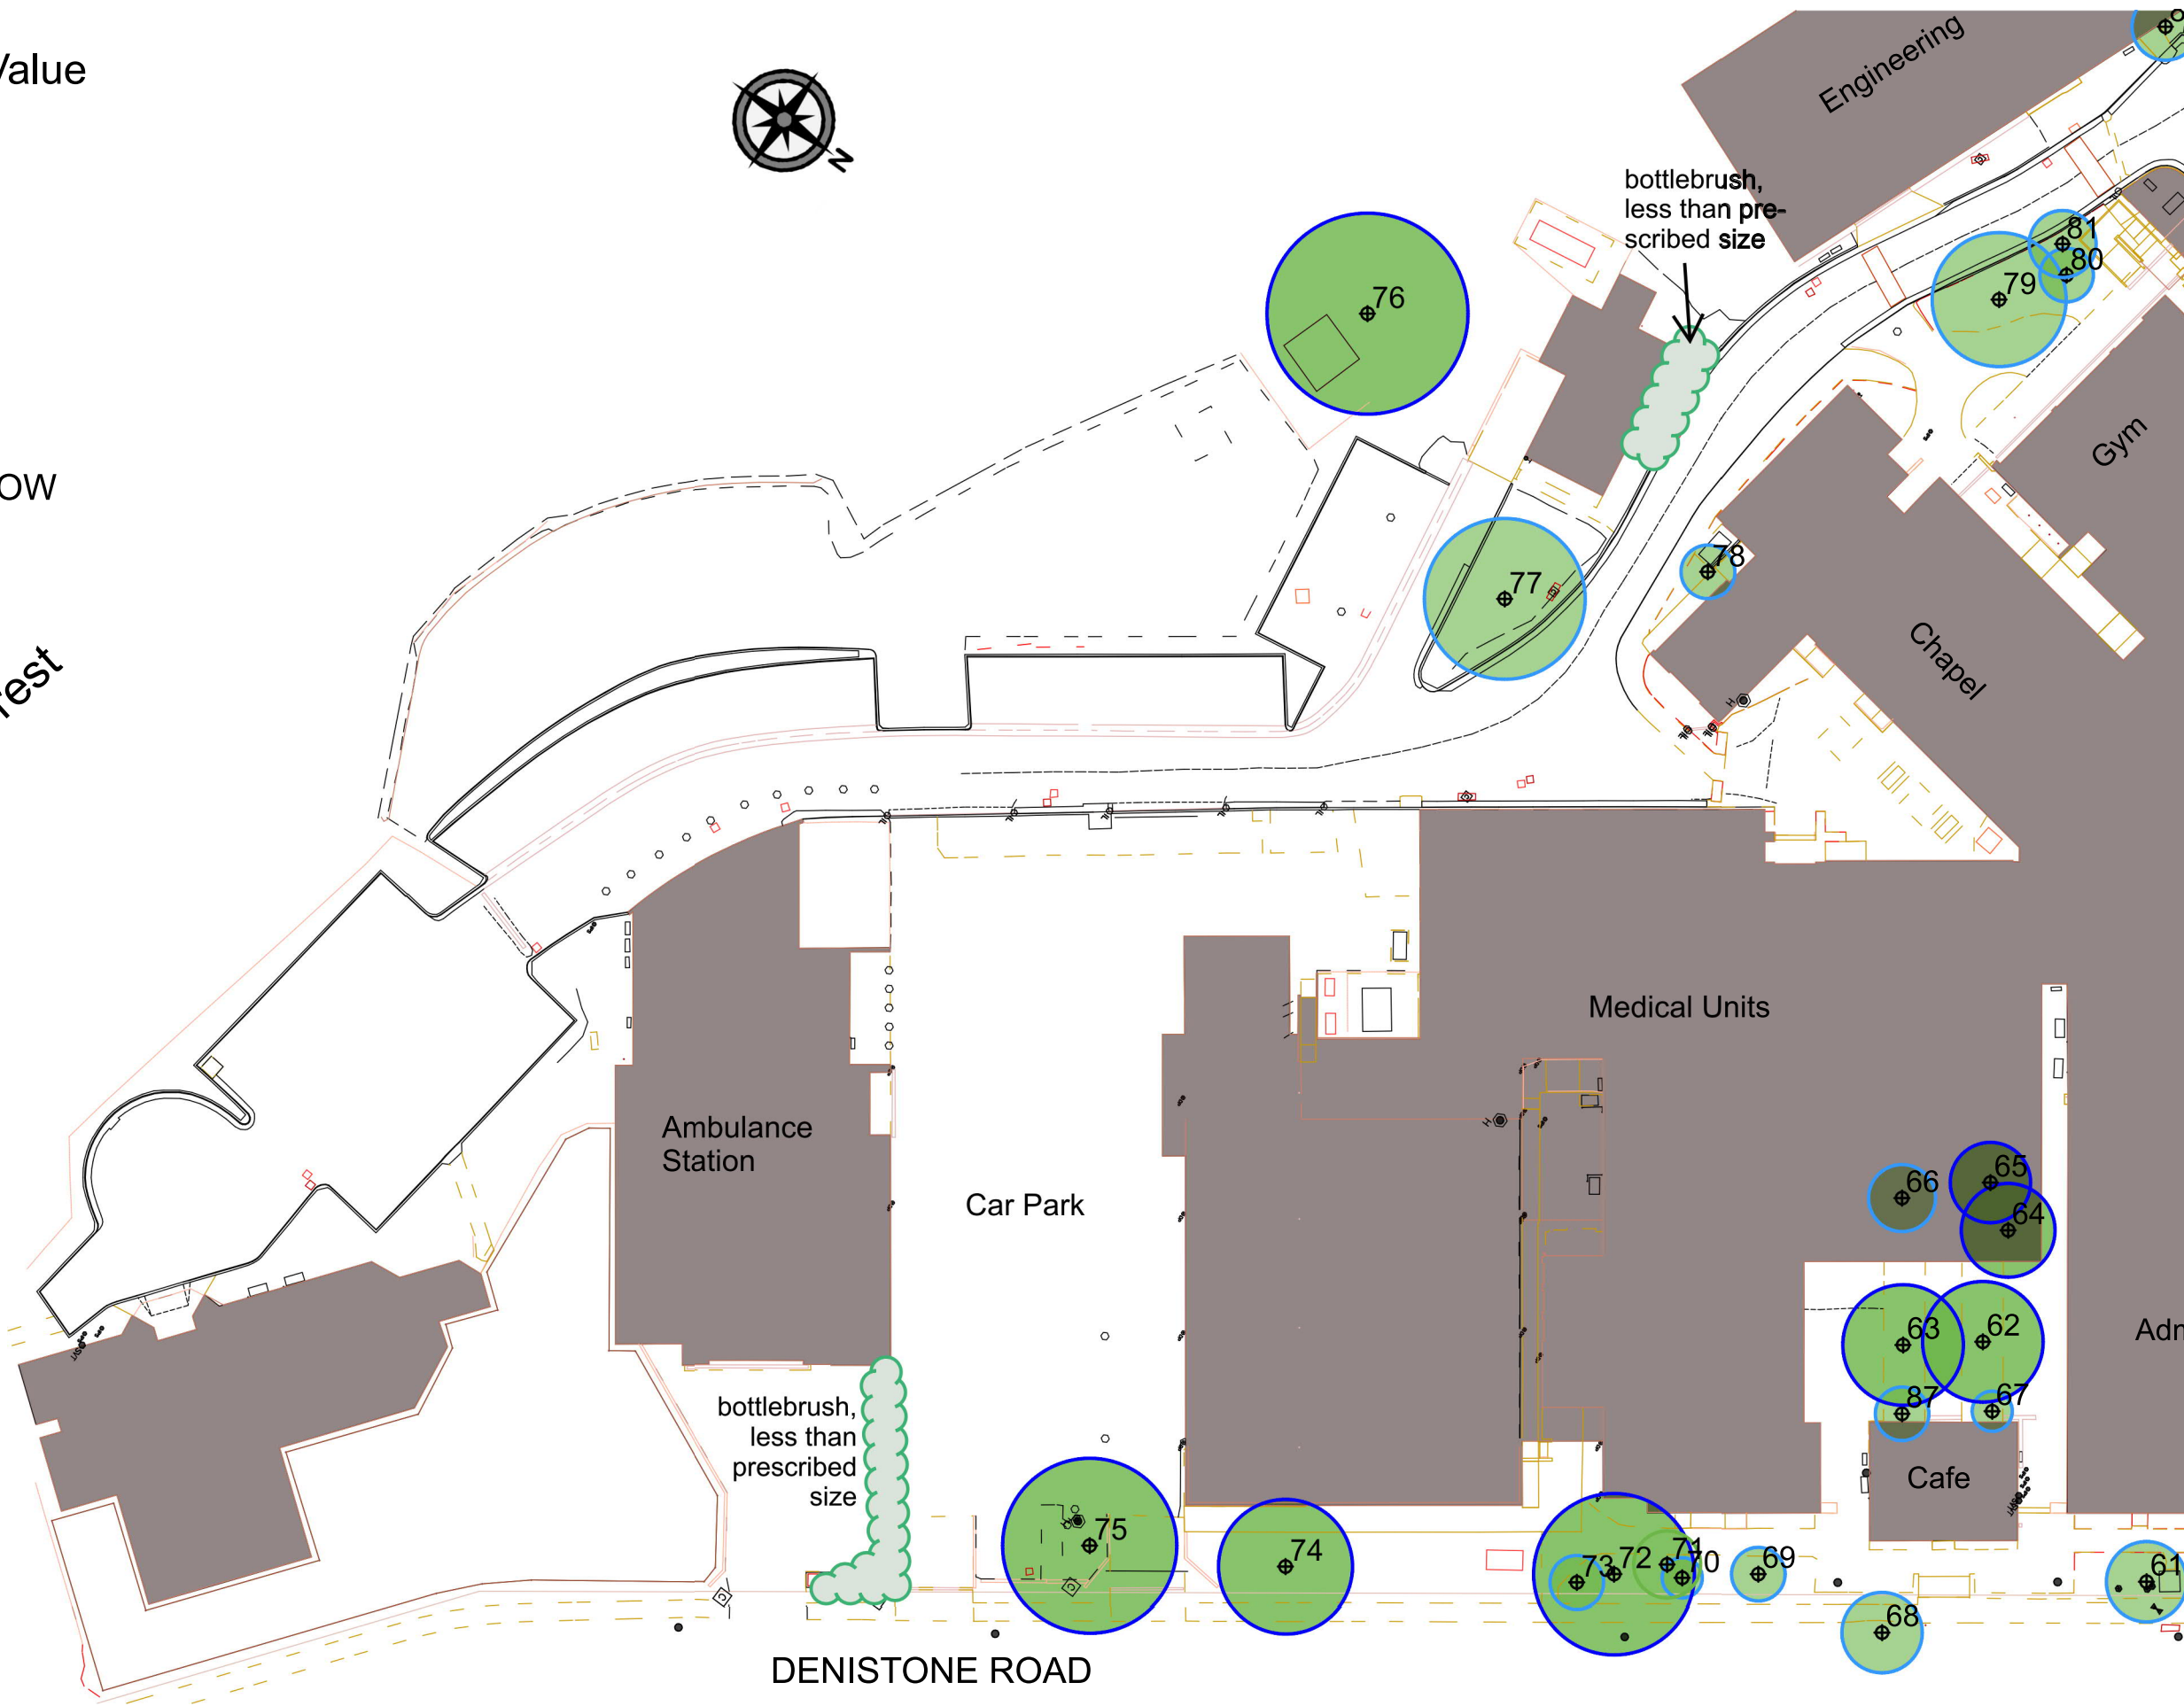 Value
Engineering
N
bottlebrush,
less than pre-
scribed size
81
80
79
76
OW
Gym
78
77
rest
Chapel
Medical Units
Ambulance
Station
65
66
64
Car Park
63
62
Adn
87
67
bottlebrush,
less than
prescribed
size
Cafe
75
74
73
72
71
70
69
61
68
DENISTONE ROAD